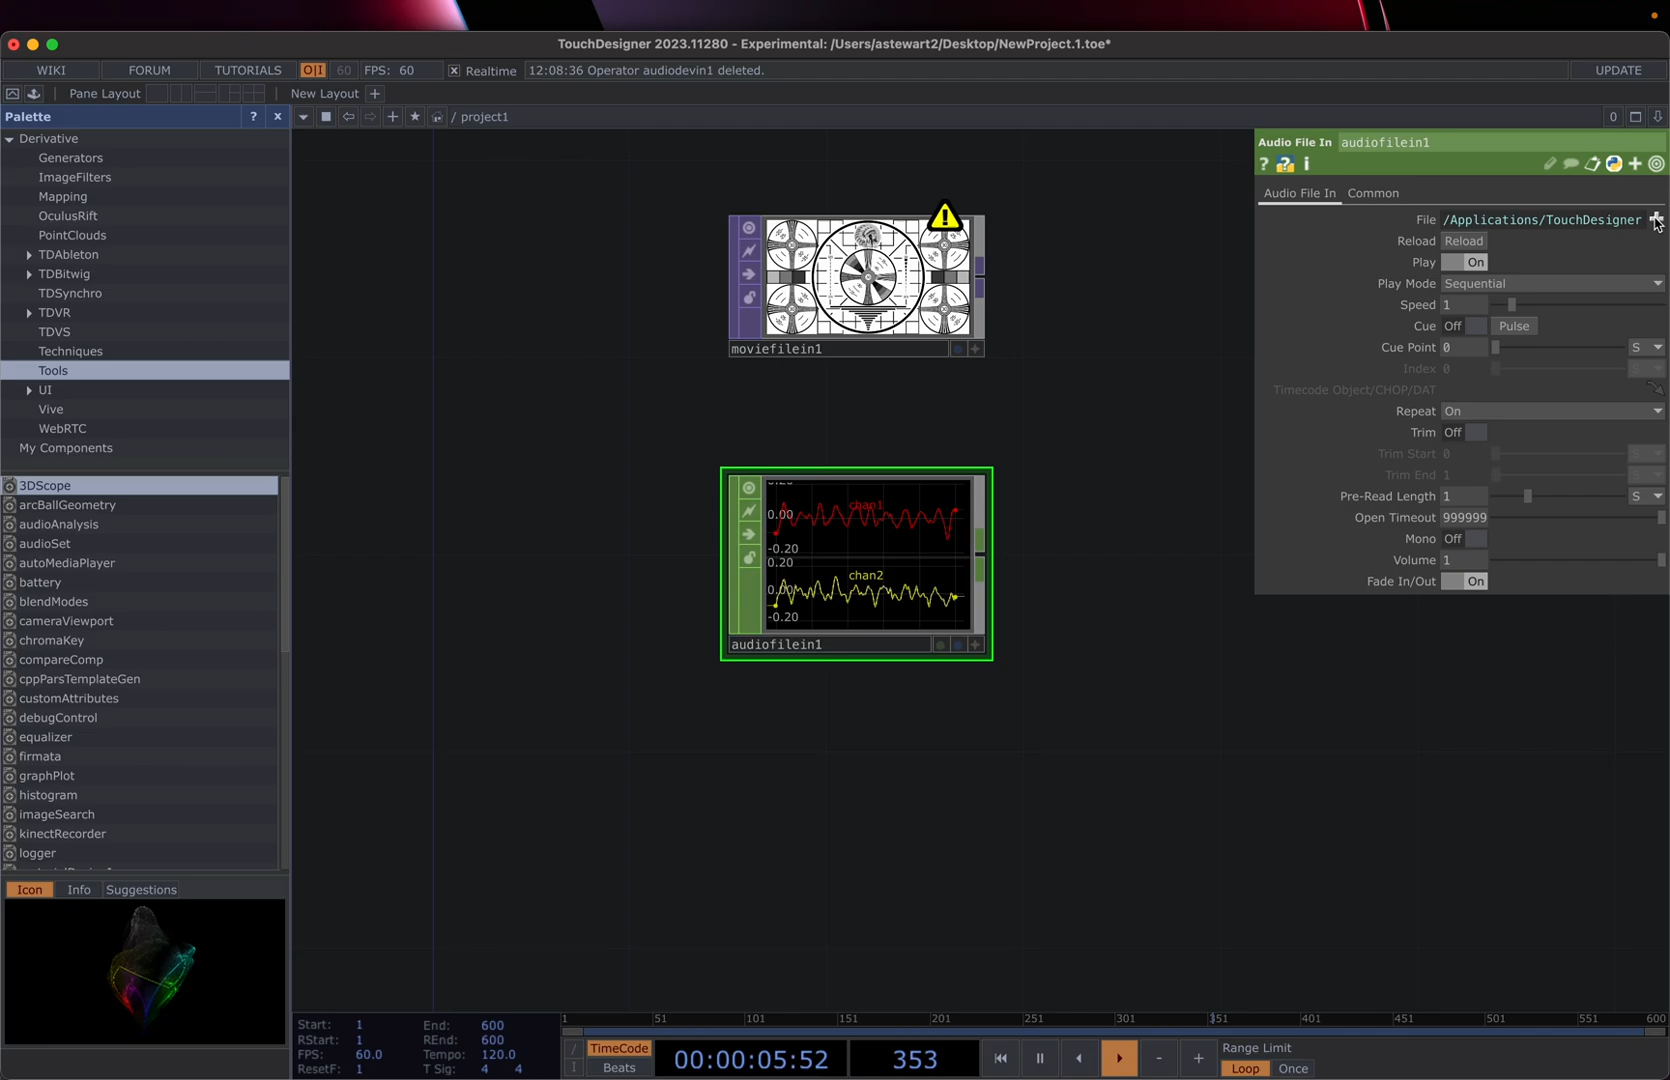 TouchDesigner 2023.11280 - Experimental: /Users/astewart2/Desktop/NewProject.1.toe*
WIKI FORUM TUTORIALS O|I 60 FPS: 60 x Realtime 12:08:36 Operator audiodevin1 deleted. UPDATE
Pane Layout New Layout +
Palette ? x / project1 0
Derivative
Generators
ImageFilters
Mapping
OculusRift
PointClouds
TDAbleton
TDBitwig
TDSynchro
TDVR
TDVS
Techniques
Tools
UI
Vive
WebRTC
My Components
3DScope
arcBallGeometry
audioAnalysis
audioSet
autoMediaPlayer
battery
blendModes
cameraViewport
chromaKey
compareComp
cppParsTemplateGen
customAttributes
debugControl
equalizer
firmata
graphPlot
histogram
imageSearch
kinectRecorder
logger
Icon Info Suggestions
moviefilein1
0.20
chan1
0.00
-0.20
0.20
chan2
0.00
-0.20
audiofilein1
Audio File In audiofilein1
? ? i
Audio File In Common
File /Applications/TouchDesigner
Reload Reload
Play On
Play Mode Sequential
Speed 1
Cue Off Pulse
Cue Point 0 S
Index 0 S
Timecode Object/CHOP/DAT
Repeat On
Trim Off
Trim Start 0 S
Trim End 1 S
Pre-Read Length 1 S
Open Timeout 999999
Mono Off
Volume 1
Fade In/Out On
Start: 1 End: 600
RStart: 1 REnd: 600
FPS: 60.0 Tempo: 120.0
ResetF: 1 T Sig: 4 4
1 51 101 151 201 251 301 351 401 451 501 551 600
/ TimeCode
I Beats
00:00:05:52 353 - +
Range Limit
Loop Once